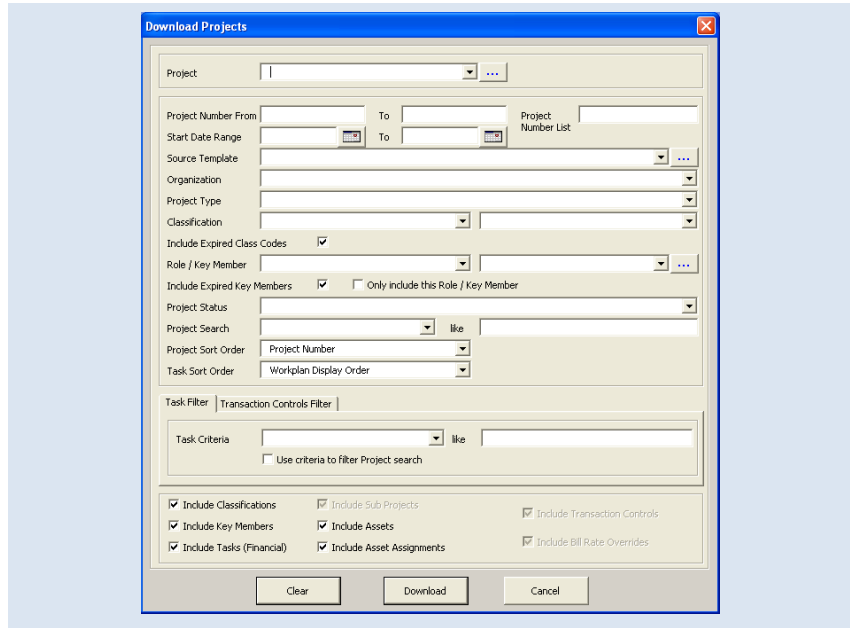 Download Projects
Project
...
Project Number From To Project
Number List
Start Date Range To
Source Template ...
Organization
Project Type
Classification
Include Expired Class Codes
Role / Key Member ...
Include Expired Key Members Only include this Role / Key Member
Project Status
Project Search like
Project Sort Order Project Number
Task Sort Order Workplan Display Order
Task Filter Transaction Controls Filter
Task Criteria like
Use criteria to filter Project search
Include Classifications Include Sub Projects Include Transaction Controls
Include Key Members Include Assets
Include Tasks (Financial) Include Asset Assignments Include Bill Rate Overrides
Clear Download Cancel